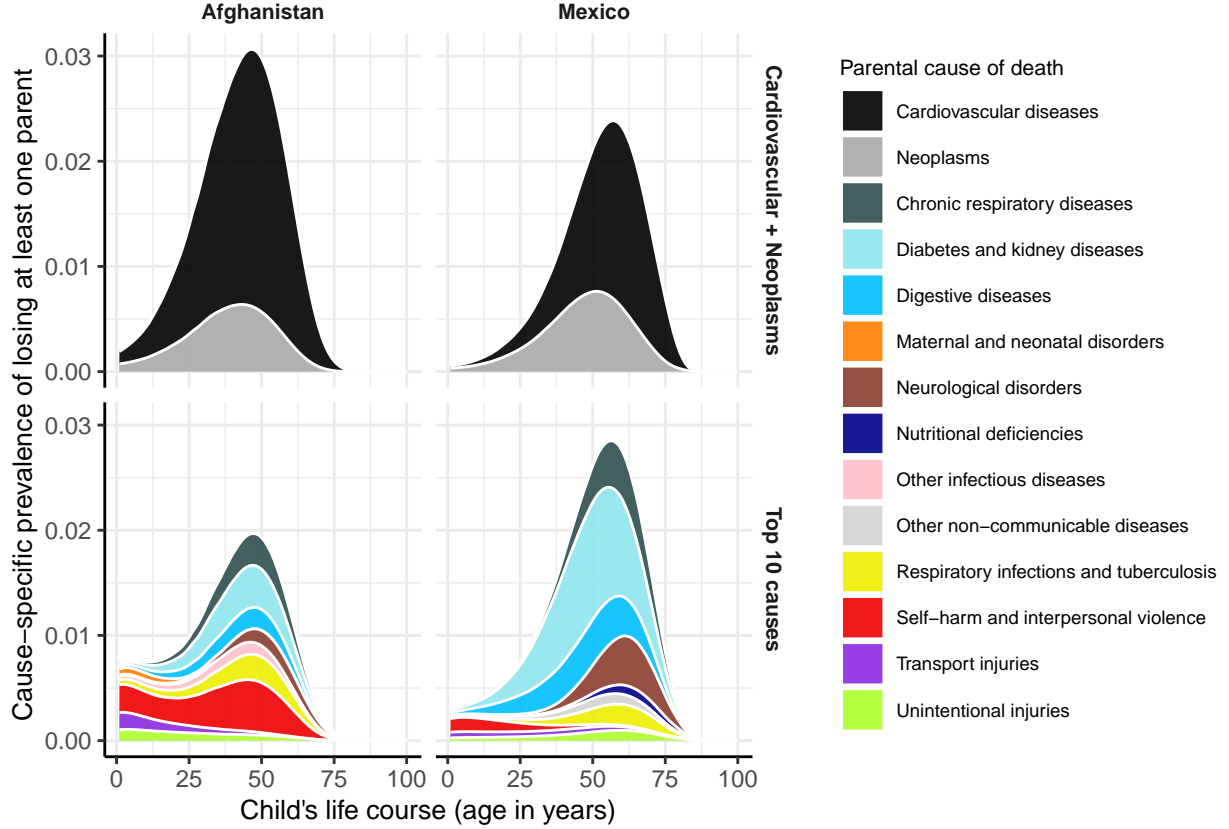 Afghanistan
Mexico
Cause−specific prevalence of losing at least one parent
0.03
0.02
0.01
0.00
Cardiovascular + Neoplasms
0.03
0.02
0.01
0.00
Top 10 causes
0 25 50 75 100
0 25 50 75 100
Child's life course (age in years)
Parental cause of death
Cardiovascular diseases
Neoplasms
Chronic respiratory diseases
Diabetes and kidney diseases
Digestive diseases
Maternal and neonatal disorders
Neurological disorders
Nutritional deficiencies
Other infectious diseases
Other non−communicable diseases
Respiratory infections and tuberculosis
Self−harm and interpersonal violence
Transport injuries
Unintentional injuries